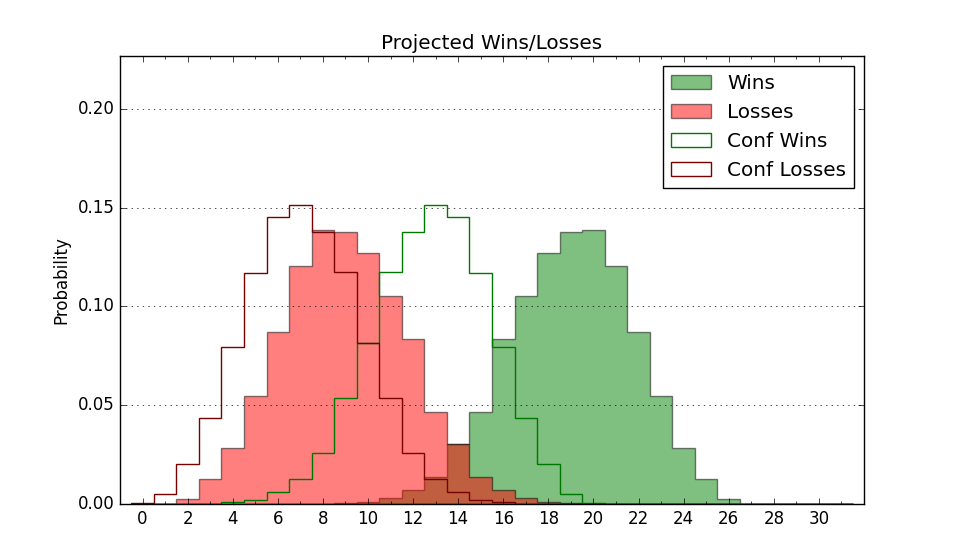 Projected Wins/Losses
Wins
Losses
Conf Wins
Conf Losses
Probability
0.20
0.15
0.10
0.05
0.00
0 2 4 6 8 10 12 14 16 18 20 22 24 26 28 30